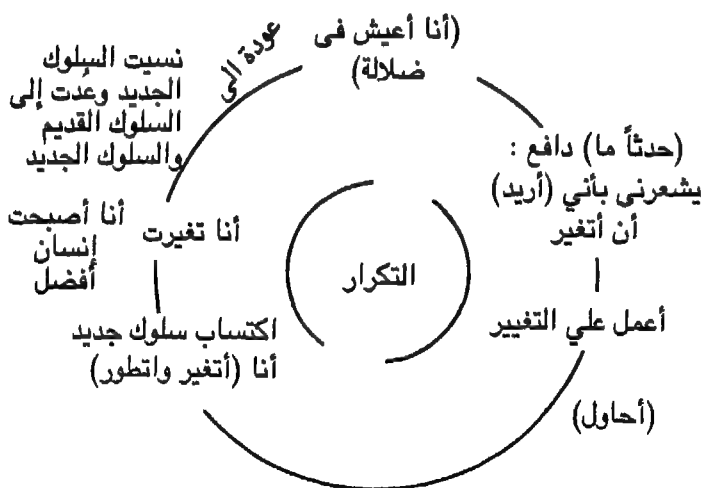 (أنا أعيش فى
ضلالة)
(حدثاً ما) دافع :
يشعرني بأني (أريد)
أن أتغير
أعمل علي التغيير
(أحاول)
اكتساب سلوك جديد
أنا (أتغير واتطور)
أنا تغيرت
أنا أصبحت
إنسان
أفضل
نسيت السلوك
الجديد وعُدت إلى
السلوك القديم
والسلوك الجديد
عودة الى
التكرار